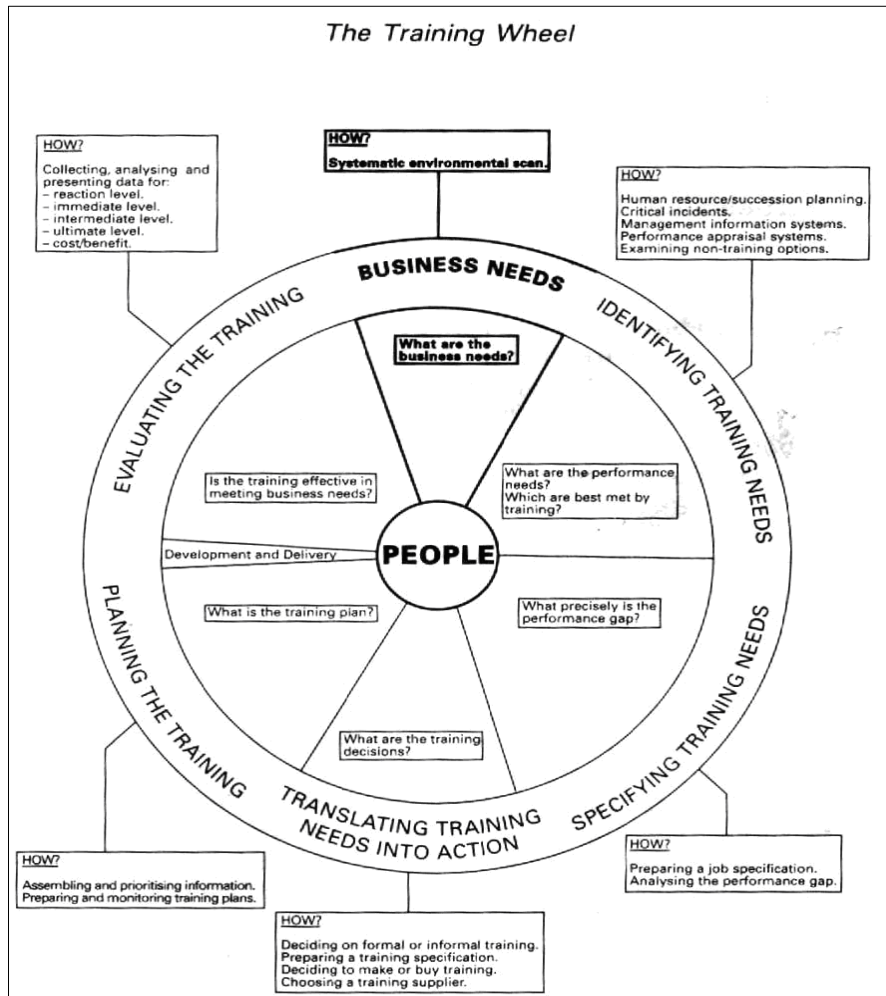 The Training Wheel
HOW?
Systematic environmental scan.
HOW?
Collecting, analysing and
presenting data for:
– reaction level.
– immediate level.
– intermediate level.
– ultimate level.
– cost/benefit.
HOW?
Human resource/succession planning.
Critical incidents.
Management information systems.
Performance appraisal systems.
Examining non-training options.
BUSINESS NEEDS
IDENTIFYING TRAINING NEEDS
SPECIFYING TRAINING NEEDS
TRANSLATING TRAINING
NEEDS INTO ACTION
PLANNING THE TRAINING
EVALUATING THE TRAINING
What are the
business needs?
What are the performance
needs?
Which are best met by
training?
What precisely is the
performance gap?
What are the training
decisions?
What is the training plan?
Development and Delivery
Is the training effective in
meeting business needs?
PEOPLE
HOW?
Preparing a job specification.
Analysing the performance gap.
HOW?
Deciding on formal or informal training.
Preparing a training specification.
Deciding to make or buy training.
Choosing a training supplier.
HOW?
Assembling and prioritising information.
Preparing and monitoring training plans.